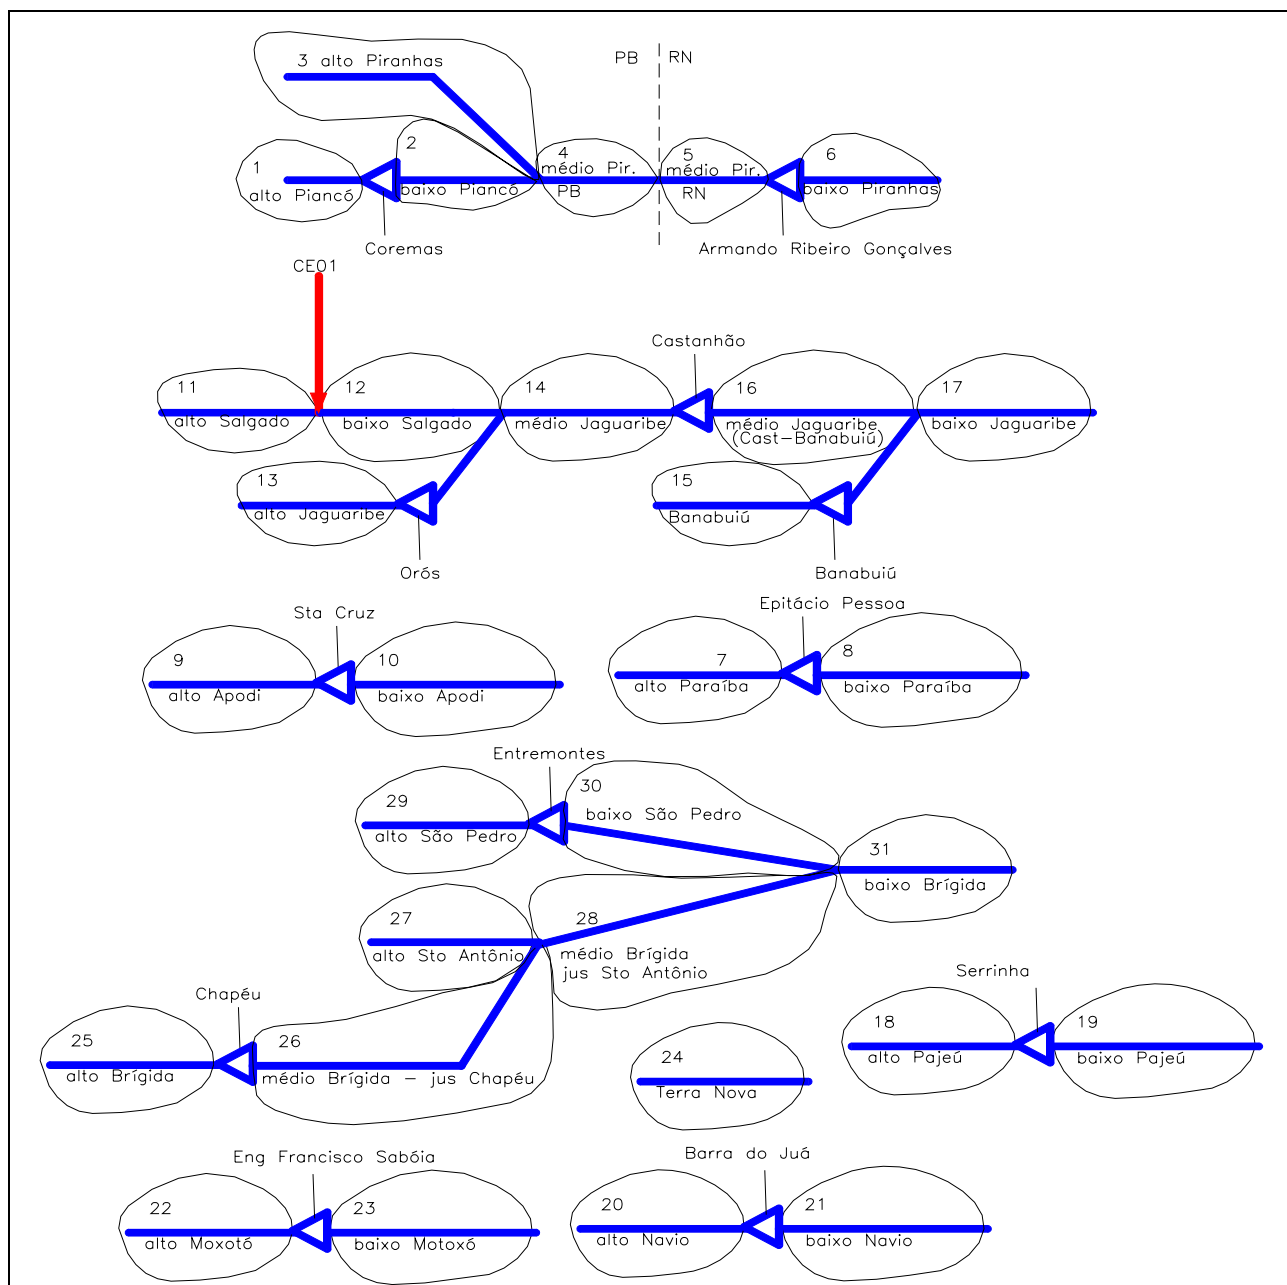 3 alto Piranhas
PB
RN
1
alto Piancó
2
baixo Piancó
4
médio Pir.
PB
5
médio Pir.
RN
6
baixo Piranhas
Coremas
Armando Ribeiro Gonçalves
CE01
Castanhão
11
alto Salgado
12
baixo Salgado
14
médio Jaguaribe
16
médio Jaguaribe
(Cast-Banabuiú)
17
baixo Jaguaribe
13
alto Jaguaribe
15
Banabuiú
Orós
Banabuiú
Sta Cruz
Epitácio Pessoa
9
alto Apodi
10
baixo Apodi
7
alto Paraíba
8
baixo Paraíba
Entremontes
29
alto São Pedro
30
baixo São Pedro
31
baixo Brígida
27
alto Sto Antônio
28
médio Brígida
jus Sto Antônio
Chapéu
Serrinha
25
alto Brígida
26
médio Brígida – jus Chapéu
24
Terra Nova
18
alto Pajeú
19
baixo Pajeú
Eng Francisco Sabóia
Barra do Juá
22
alto Moxotó
23
baixo Motoxó
20
alto Navio
21
baixo Navio